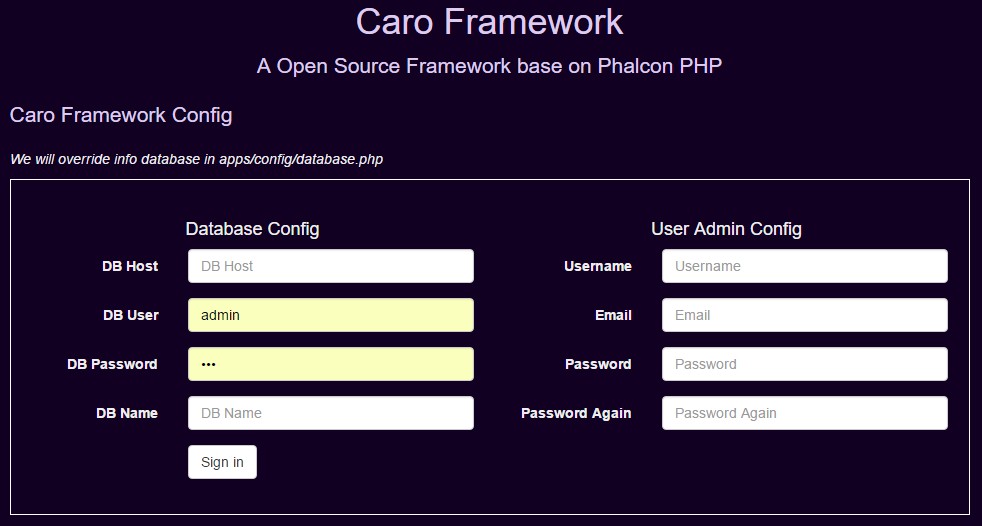 Caro Framework
A Open Source Framework base on Phalcon PHP
Caro Framework Config
We will override info database in apps/config/database.php
Database Config
DB Host DB Host
DB User admin
DB Password •••
DB Name DB Name
Sign in
User Admin Config
Username Username
Email Email
Password Password
Password Again Password Again